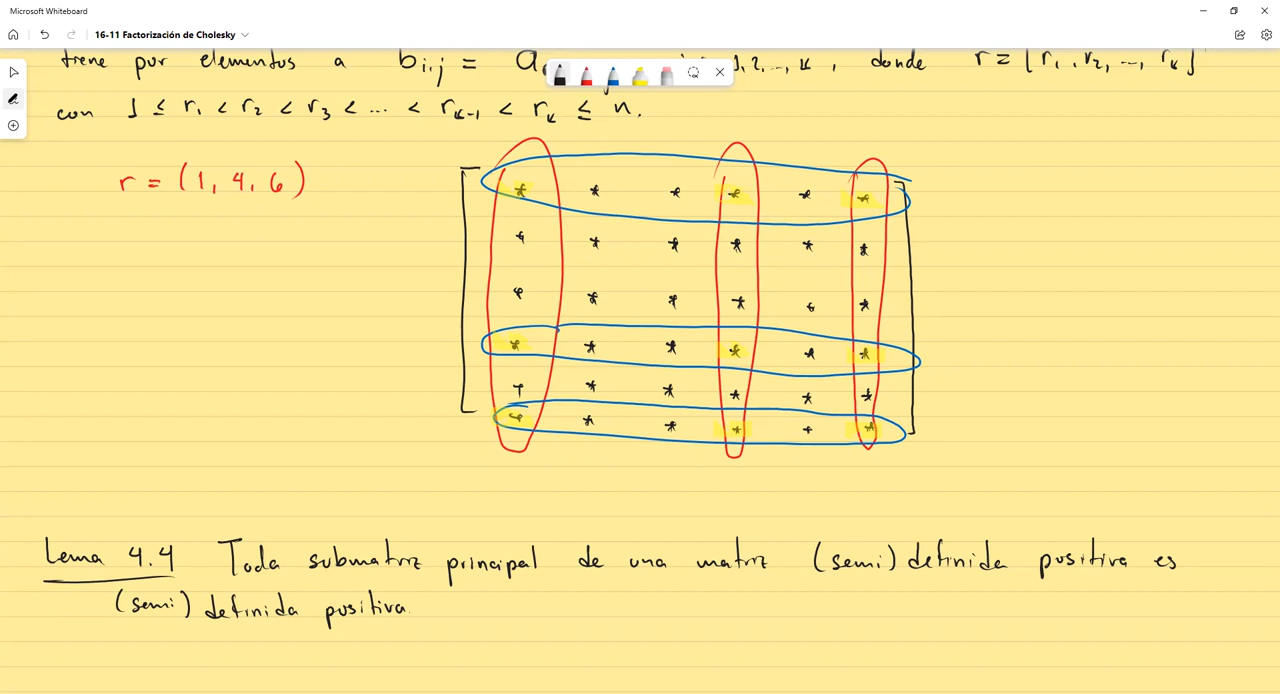 Microsoft Whiteboard
16-11 Factorización de Cholesky
tiene por elementos a b i,j = a 1,2,...,k, donde r=[r1,r2,...,rk]
con 1 ≤ r1 < r2 < r3 < ... < rk-1 < rk ≤ n.
r = (1, 4, 6)
* * * * * *
* * * * * *
* * * * * *
* * * * * *
* * * * * *
* * * * * *
Lema 4.4 Toda submatriz principal de una matriz (semi) definida positiva es
(semi) definida positiva.